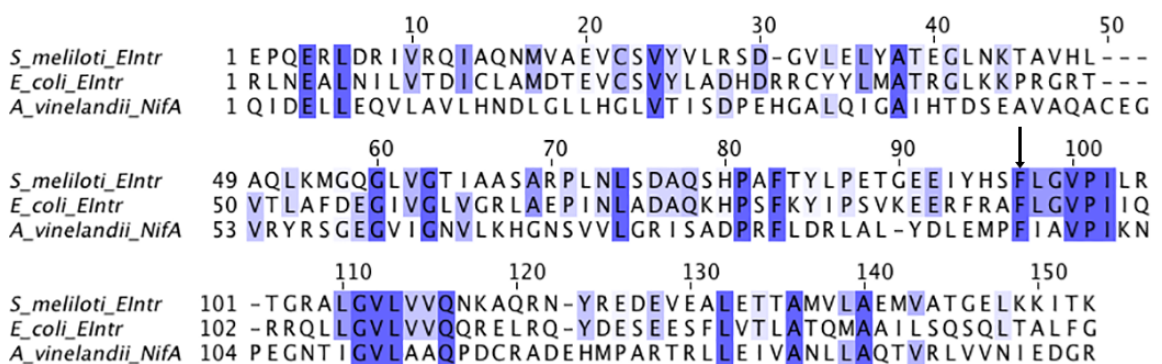 10 20 30 40 50
S_meliloti_EIntr 1 EPQERLDRIVRQIAQNMVAEVCSVYVLRSD-GVLELYATEGLNKTAVHL---
E_coli_EIntr 1 RLNEALNILVTDICLAMDTEVCSVYLADHDRRCYYLMATRGLKKPRGRT---
A_vinelandii_NifA 1 QIDELLEQVLAVLHNDLGLLHGLVTISDPEHGALQIGAIHTDSEAVAQACEG
60 70 80 90 100
S_meliloti_EIntr 49 AQLKMGQGLVGTIAASARPLNLSDAQSHPAFTYLPETGEEIYHSFLGVPILR
E_coli_EIntr 50 VTLAFDEGIVGLVGRLAEPINLADAQKHPSFKYIPSVKEERFRAFLGVPIIQ
A_vinelandii_NifA 53 VRYRSGEGVIGNVLKHGNSVVLGRISADPRFLDRLAL-YDLEMPFIAVPIKN
110 120 130 140 150
S_meliloti_EIntr 101 -TGRALGVLVVQNKAQRN-YREDEVEALETTAMVLAEMVATGELKKITK
E_coli_EIntr 102 -RRQLLGVLVVQQRELRQ-YDESEESFLVTLATQMAAILSQSQLTALFG
A_vinelandii_NifA 104 PEGNTIGVLAAQPDCRADEHMPARTRLLEIVANLLAQTVRLVVNIEDGR